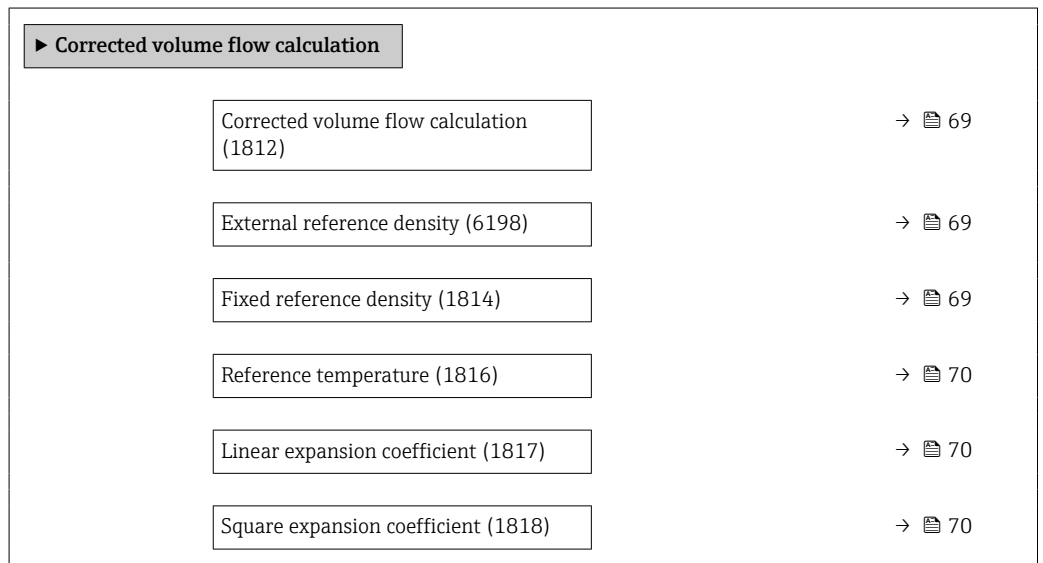 ▶ Corrected volume flow calculation
Corrected volume flow calculation
(1812)
→ 69
External reference density (6198)
→ 69
Fixed reference density (1814)
→ 69
Reference temperature (1816)
→ 70
Linear expansion coefficient (1817)
→ 70
Square expansion coefficient (1818)
→ 70